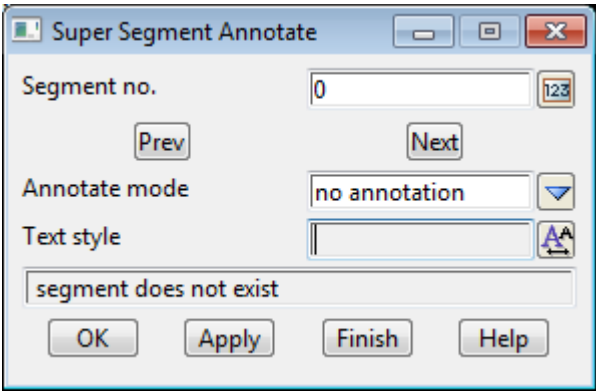 Super Segment Annotate
Segment no. 0 123
Prev Next
Annotate mode no annotation
Text style A A
segment does not exist
OK Apply Finish Help